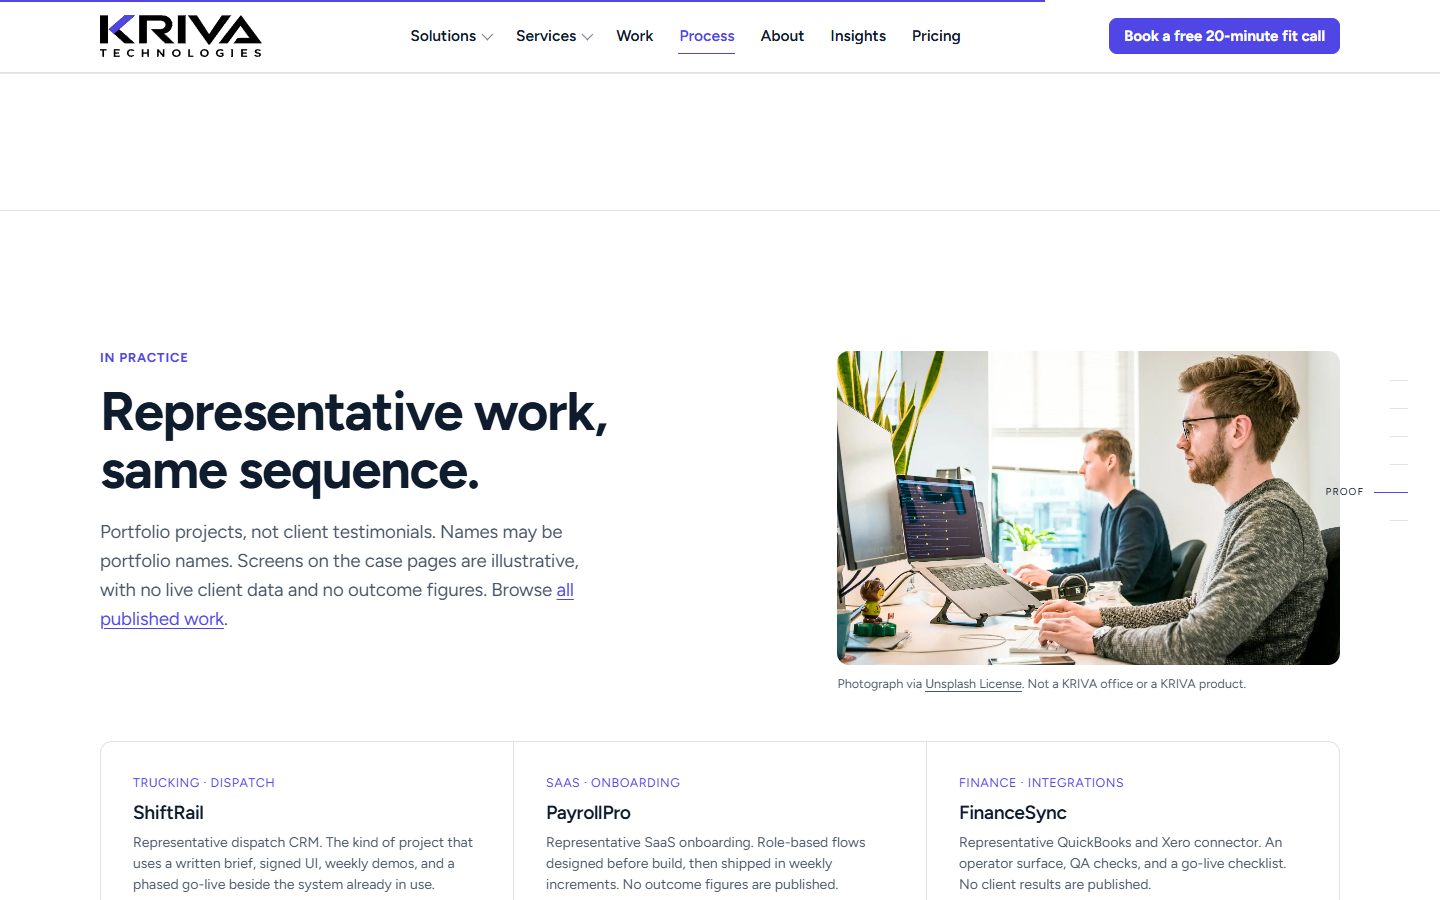 KRIVA
TECHNOLOGIES
Solutions
Services
Work
Process
About
Insights
Pricing
Book a free 20-minute fit call
IN PRACTICE
Representative work,
same sequence.
Portfolio projects, not client testimonials. Names may be
portfolio names. Screens on the case pages are illustrative,
with no live client data and no outcome figures. Browse all
published work.
PROOF
Photograph via Unsplash License. Not a KRIVA office or a KRIVA product.
TRUCKING · DISPATCH
ShiftRail
Representative dispatch CRM. The kind of project that
uses a written brief, signed UI, weekly demos, and a
phased go-live beside the system already in use.
SAAS · ONBOARDING
PayrollPro
Representative SaaS onboarding. Role-based flows
designed before build, then shipped in weekly
increments. No outcome figures are published.
FINANCE · INTEGRATIONS
FinanceSync
Representative QuickBooks and Xero connector. An
operator surface, QA checks, and a go-live checklist.
No client results are published.